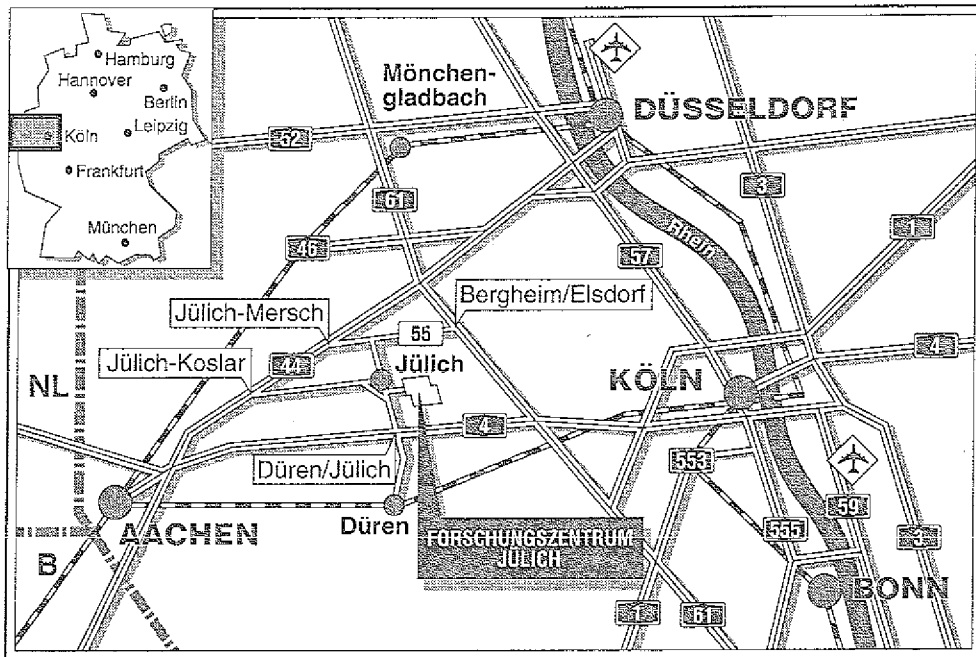 Hamburg
Hannover
Berlin
Leipzig
Köln
Frankfurt
München
Mönchen-
gladbach
DÜSSELDORF
52
61
3
1
46
57
Rhein
Bergheim/Elsdorf
Jülich-Mersch
55
Jülich-Koslar
44
Jülich
4
KÖLN
NL
4
553
Düren/Jülich
AACHEN
Düren
59
555
3
FORSCHUNGSZENTRUM
JÜLICH
B
BONN
1
61